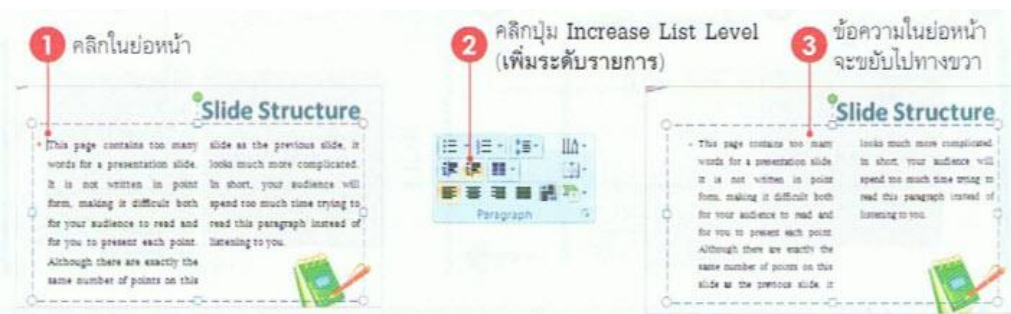 1 คลิกในย่อหน้า
2 คลิกปุ่ม Increase List Level
(เพิ่มระดับรายการ)
3 ข้อความในย่อหน้า
จะขยับไปทางขวา
Slide Structure
This page contains too many
words for a presentation slide.
It is not written in point
form, making it difficult both
for your audience to read and
for you to present each point.
Although there are exactly the
same number of points on this
slide as the previous slide, it
looks much more complicated.
In short, your audience will
spend too much time trying to
read this paragraph instead of
listening to you.
Paragraph
Slide Structure
This page contains too many
words for a presentation slide.
It is not written in point
form, making it difficult both
for your audience to read and
for you to present each point.
Although there are exactly the
same number of points on this
slide as the previous slide, it
looks much more complicated.
In short, your audience will
spend too much time trying to
read this paragraph instead of
listening to you.